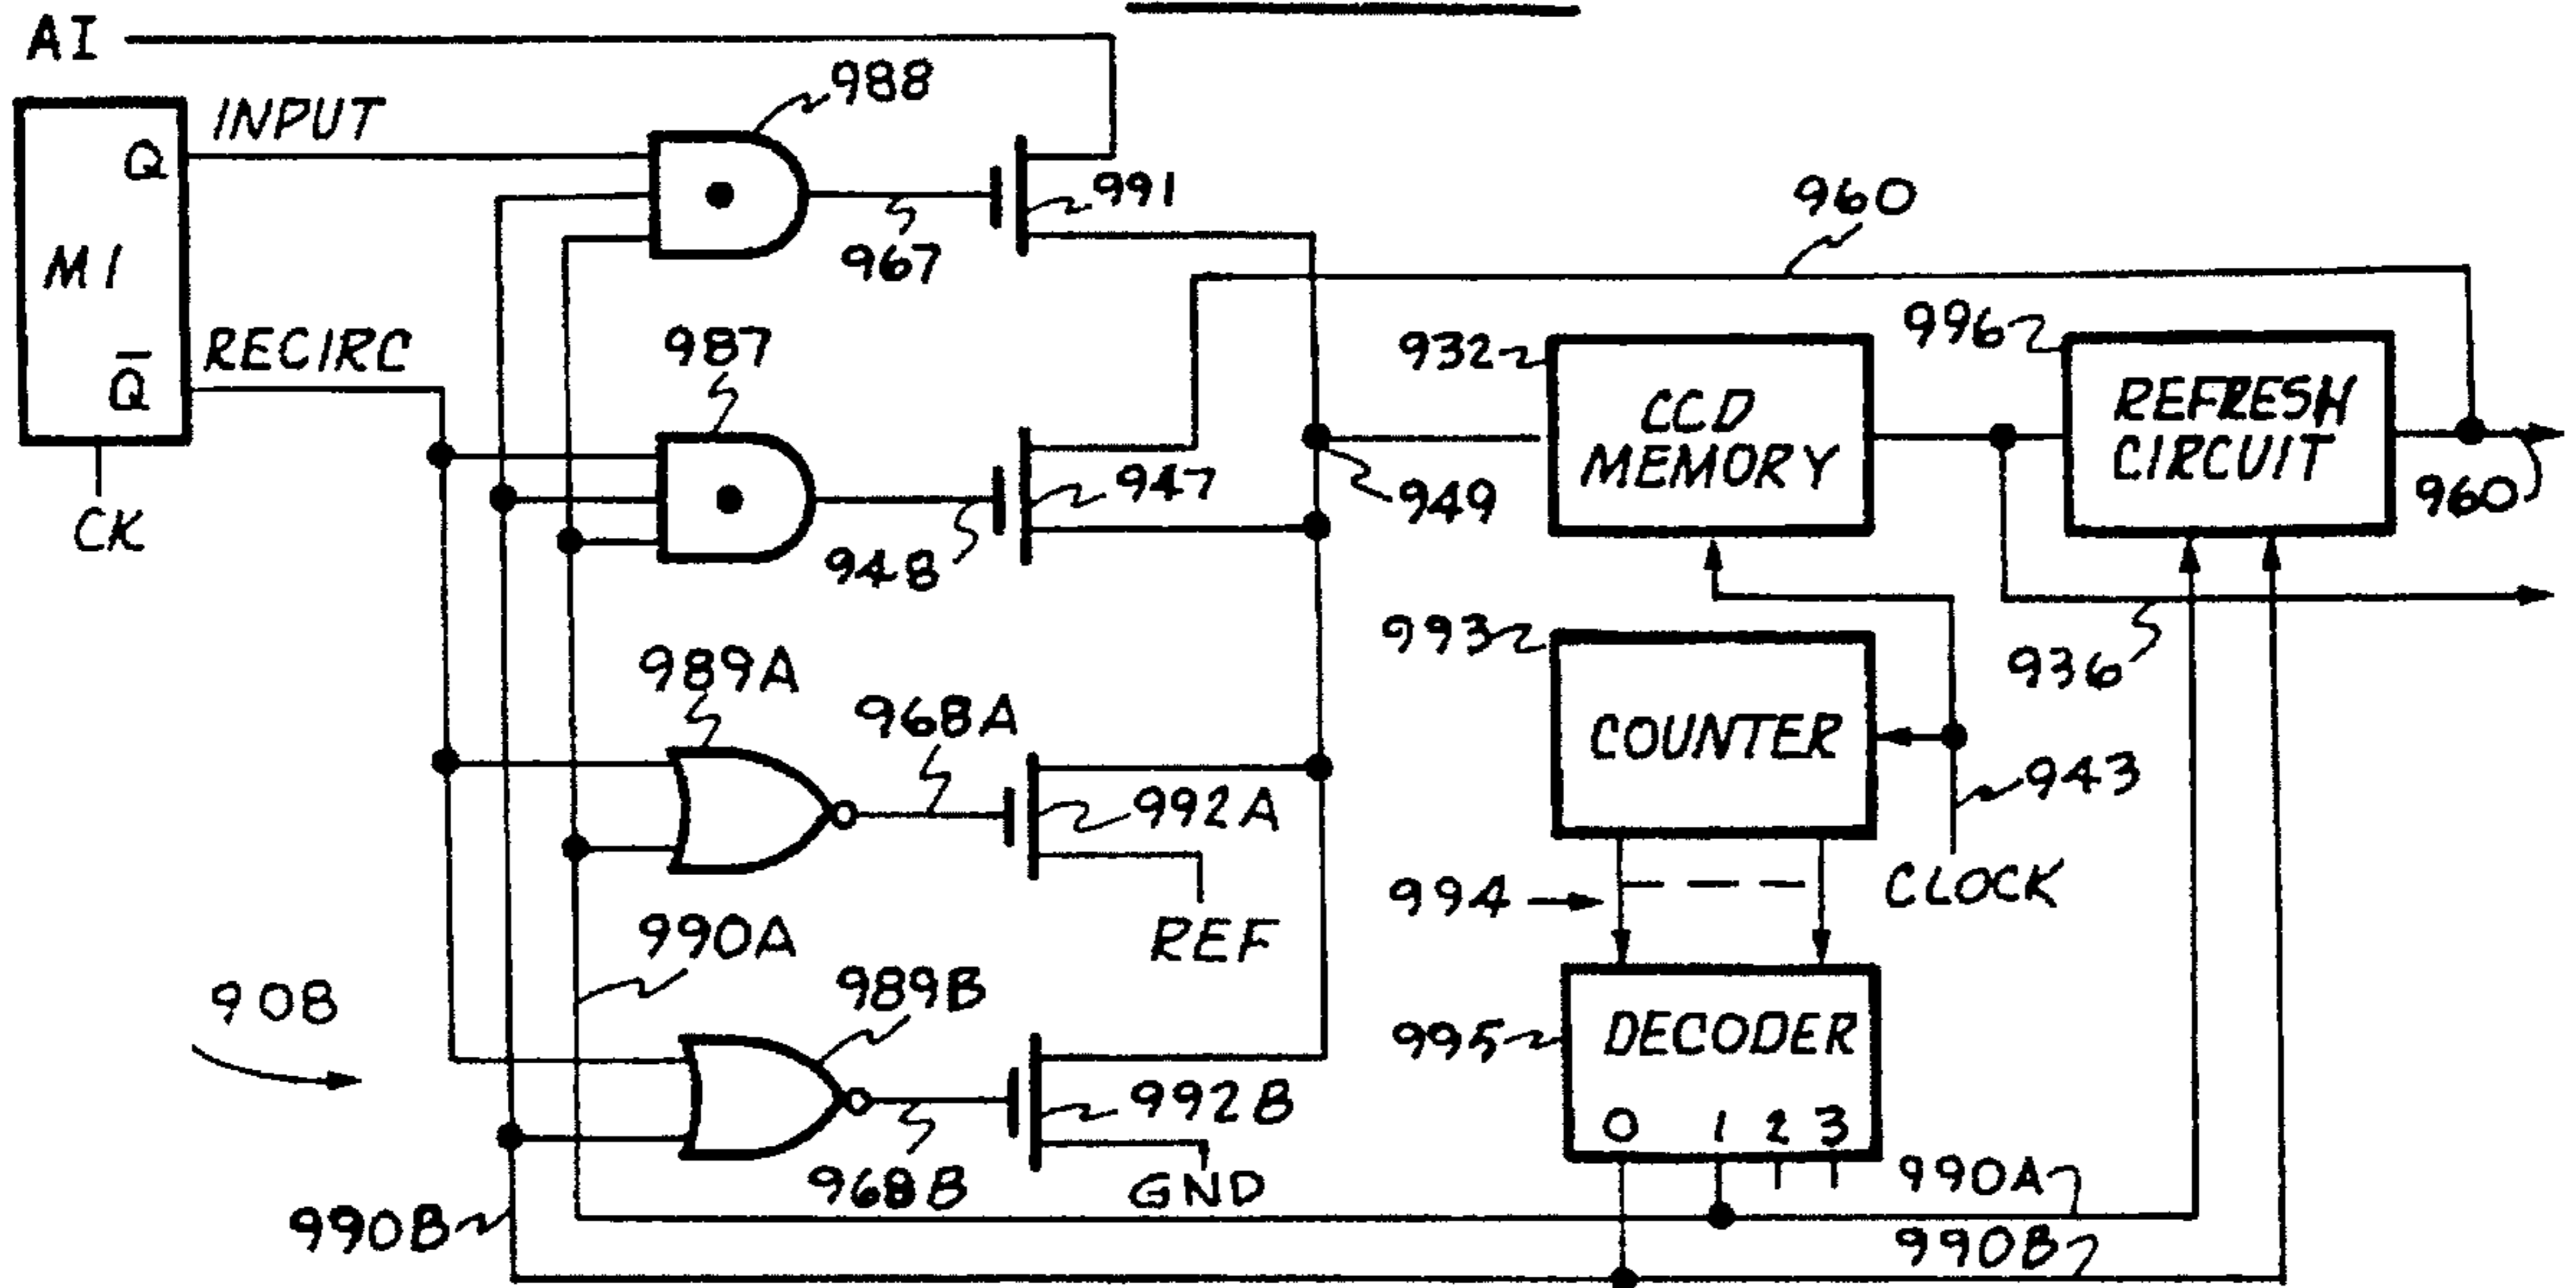 AI
988
INPUT
Q
991
960
967
M1
RECIRC
987
932
996
Q̄
CCD
MEMORY
REFRESH
CIRCUIT
947
949
960
CK
948
993
936
989A
968A
COUNTER
943
992A
994
CLOCK
REF
990A
908
989B
995
DECODER
992B
0 1 2 3
968B
GND
990A
990B
990B